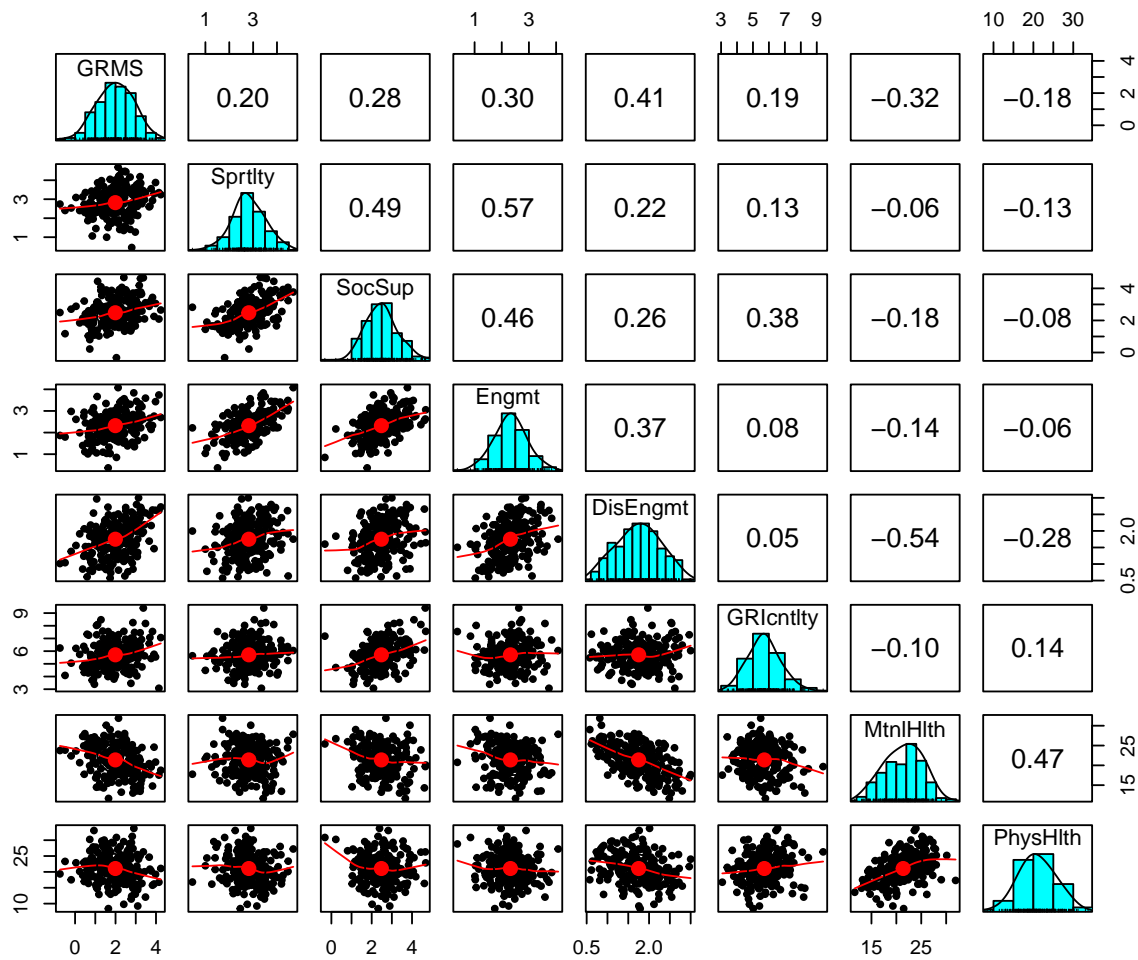 1 3 1 3 3 5 7 9 10 20 30
GRMS 0.20 0.28 0.30 0.41 0.19 −0.32 −0.18 0 2 4
1 3 Sprtlty 0.49 0.57 0.22 0.13 −0.06 −0.13
SocSup 0.46 0.26 0.38 −0.18 −0.08 0 2 4
1 3 Engmt 0.37 0.08 −0.14 −0.06
DisEngmt 0.05 −0.54 −0.28 0.5 2.0
3 6 9 GRIcntlty −0.10 0.14
MtnlHlth 0.47 15 25
10 25 PhysHlth
0 2 4 0 2 4 0.5 2.0 15 25